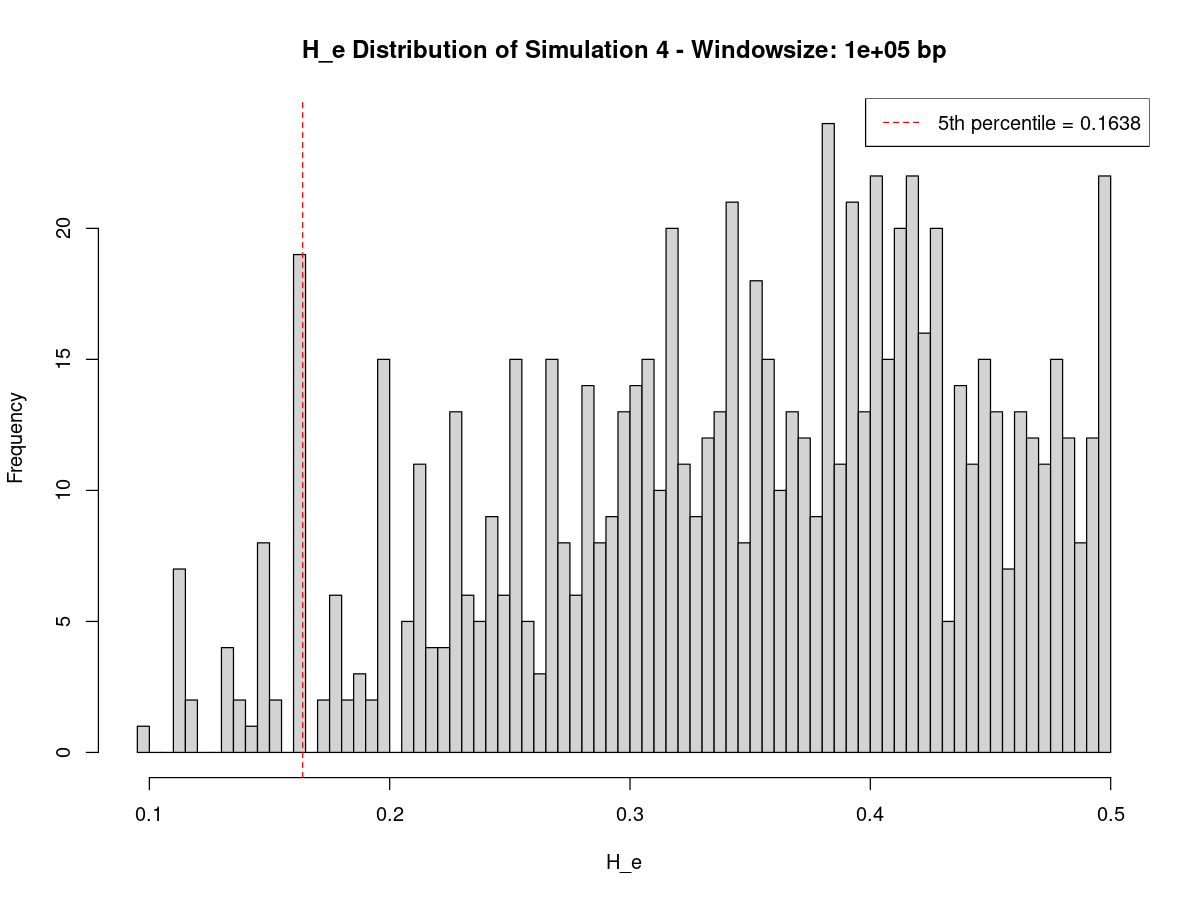 H_e Distribution of Simulation 4 - Windowsize: 1e+05 bp
5th percentile = 0.1638
Frequency
20
15
10
5
0
0.1 0.2 0.3 0.4 0.5
H_e